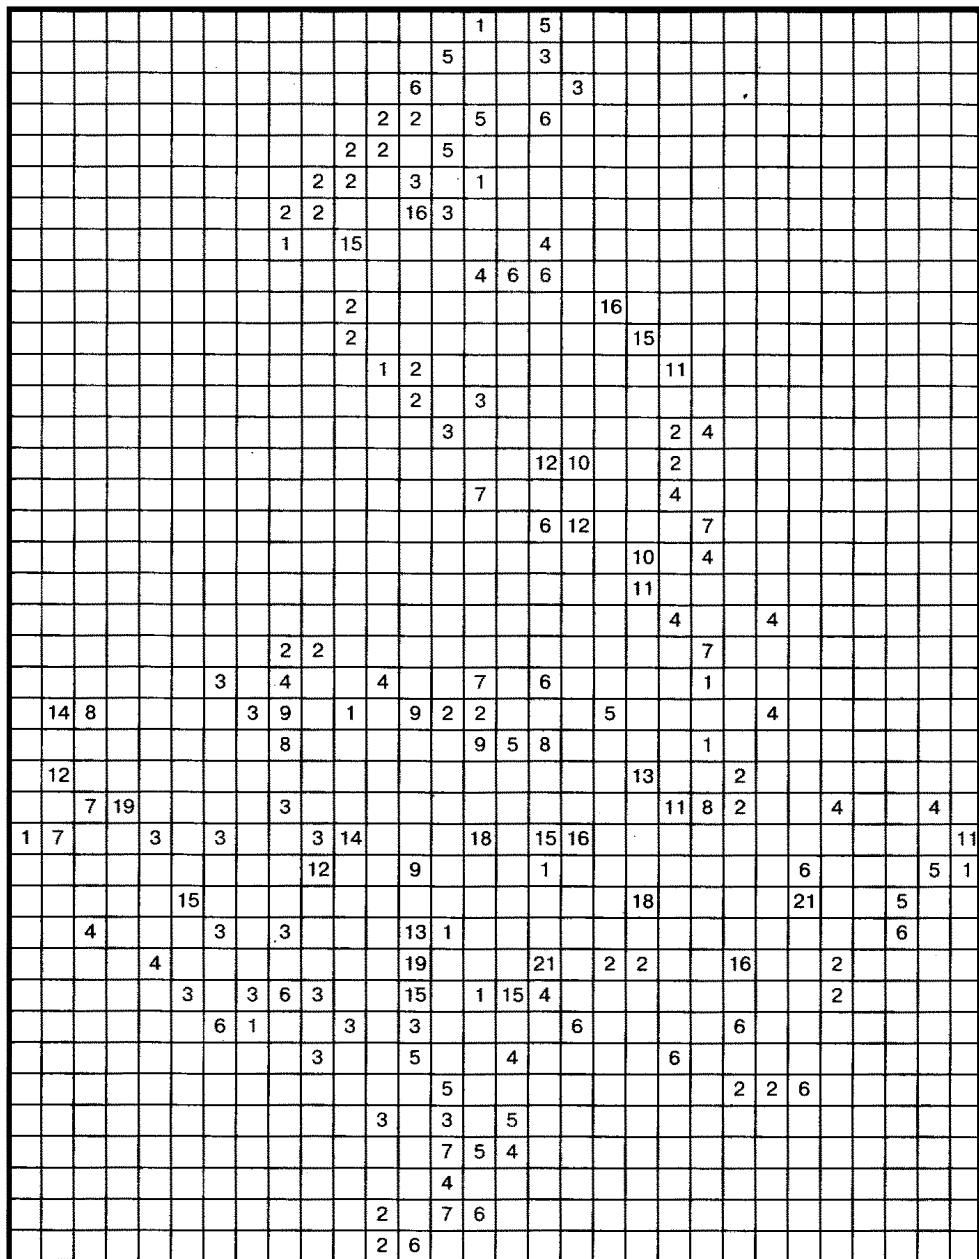 1 5
5 3
6 3
2 2 5 6
2 2 5
2 2 3 1
2 2 16 3
1 15 4
4 6 6
2 16
2 15
1 2 11
2 3
3 2 4
12 10 2
7 4
6 12 7
10 4
11
4 4
2 2 7
3 4 4 7 6 1
14 8 3 9 1 9 2 2 5 4
8 9 5 8 1
12 13 2
7 19 3 11 8 2 4 4
1 7 3 3 3 14 18 15 16 11
12 9 1 6 5 1
15 18 21 5
4 3 3 13 1 6
4 19 21 2 2 16 2
3 3 6 3 15 1 15 4 2
6 1 3 3 6 6
3 5 4 6
5 2 2 6
3 3 5
7 5 4
4
2 7 6
2 6